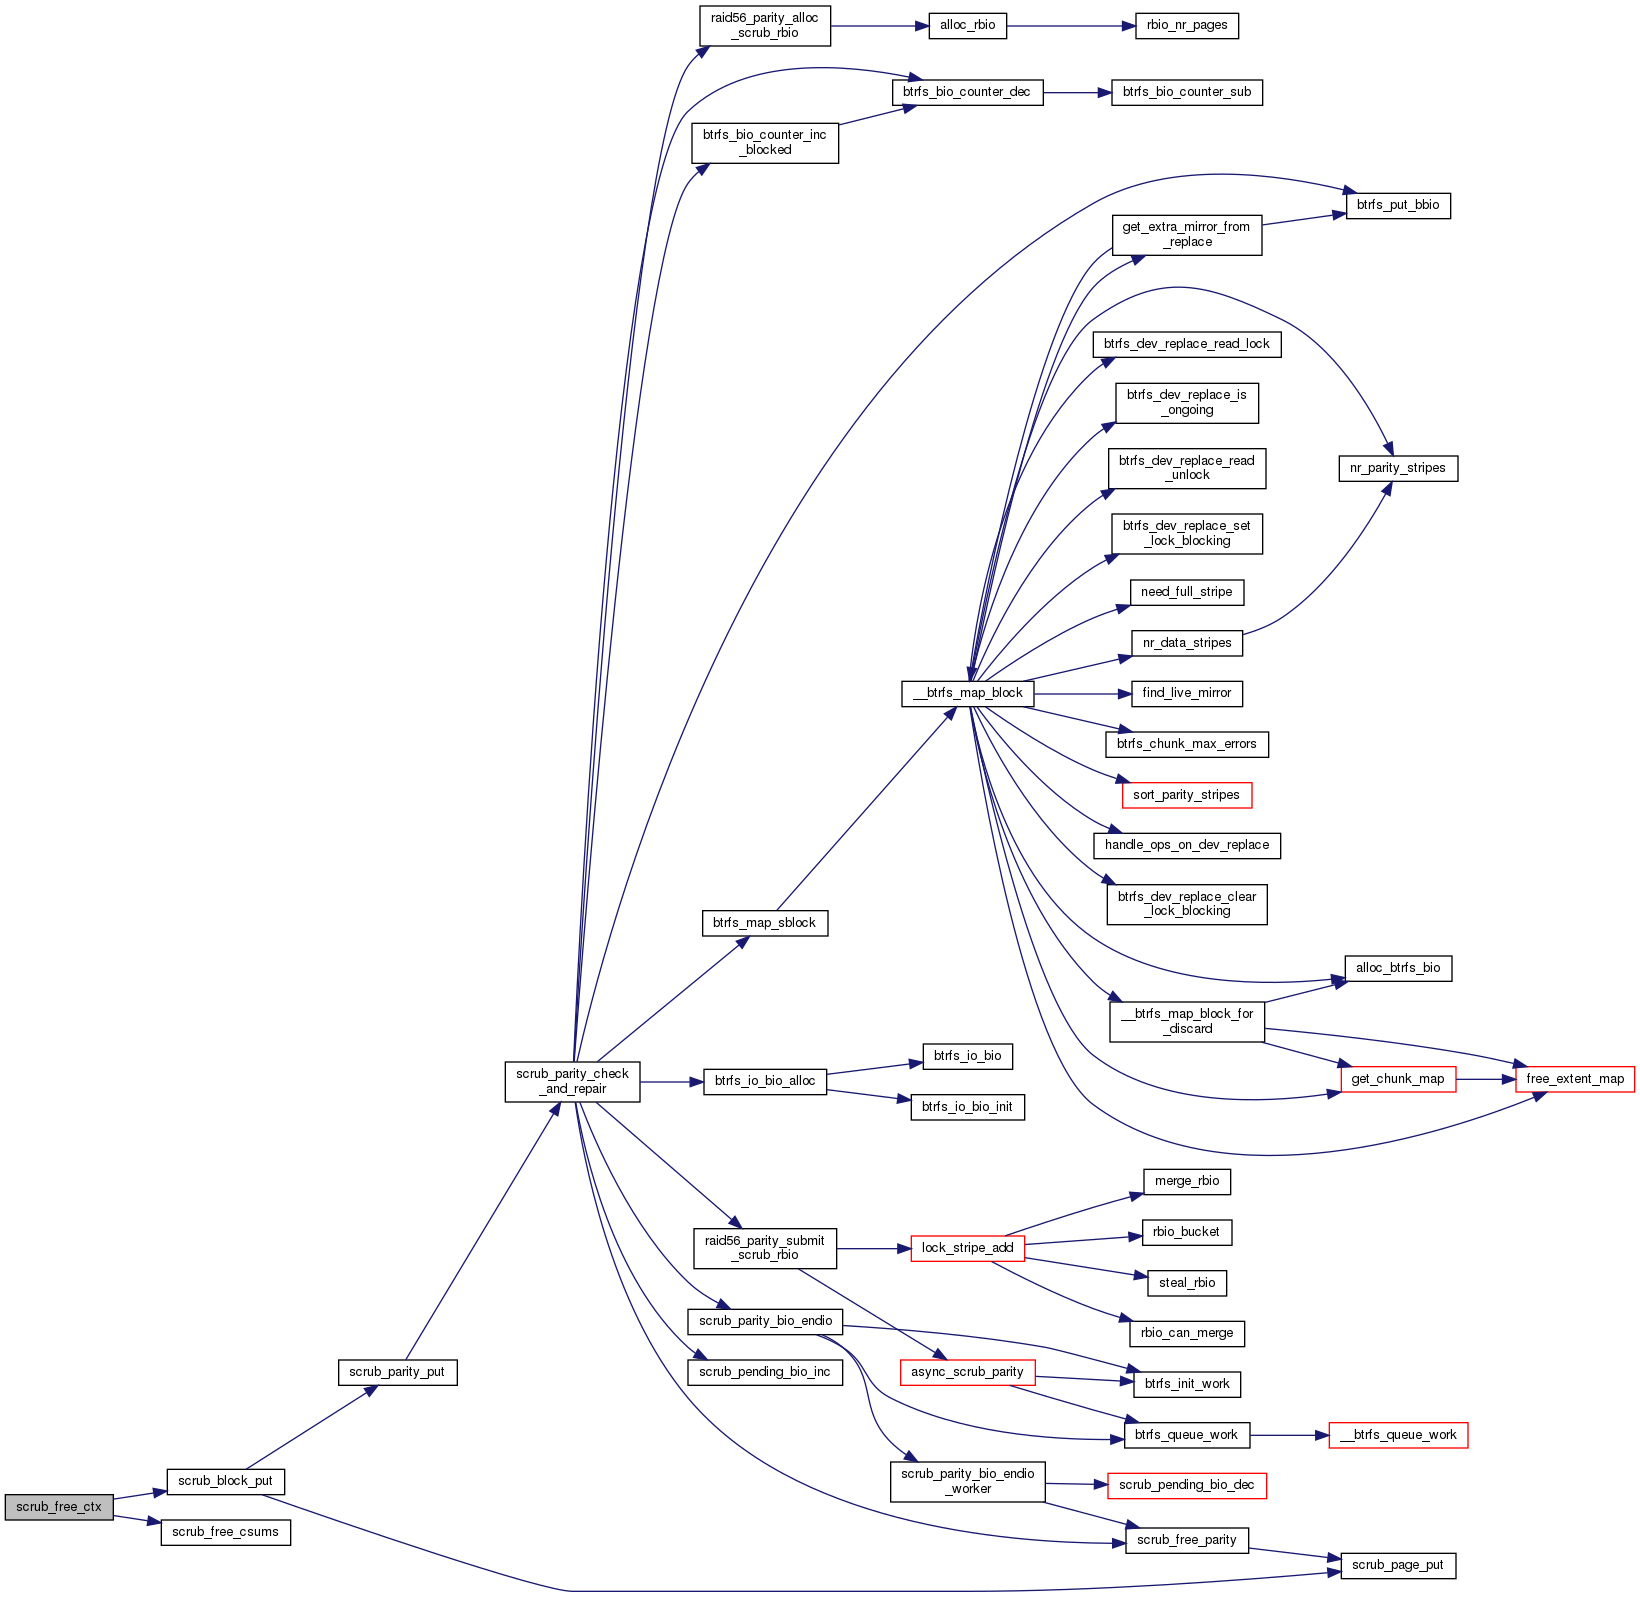 raid56_parity_alloc
_scrub_rbio
alloc_rbio
rbio_nr_pages
btrfs_bio_counter_dec
btrfs_bio_counter_sub
btrfs_bio_counter_inc
_blocked
btrfs_put_bbio
get_extra_mirror_from
_replace
btrfs_dev_replace_read_lock
btrfs_dev_replace_is
_ongoing
btrfs_dev_replace_read
_unlock
nr_parity_stripes
btrfs_dev_replace_set
_lock_blocking
need_full_stripe
nr_data_stripes
__btrfs_map_block
find_live_mirror
btrfs_chunk_max_errors
sort_parity_stripes
handle_ops_on_dev_replace
btrfs_dev_replace_clear
_lock_blocking
btrfs_map_sblock
alloc_btrfs_bio
__btrfs_map_block_for
_discard
scrub_parity_check
_and_repair
btrfs_io_bio_alloc
btrfs_io_bio
btrfs_io_bio_init
get_chunk_map
free_extent_map
merge_rbio
raid56_parity_submit
_scrub_rbio
lock_stripe_add
rbio_bucket
steal_rbio
scrub_parity_bio_endio
rbio_can_merge
scrub_parity_put
scrub_pending_bio_inc
async_scrub_parity
btrfs_init_work
btrfs_queue_work
__btrfs_queue_work
scrub_block_put
scrub_parity_bio_endio
_worker
scrub_pending_bio_dec
scrub_free_ctx
scrub_free_csums
scrub_free_parity
scrub_page_put